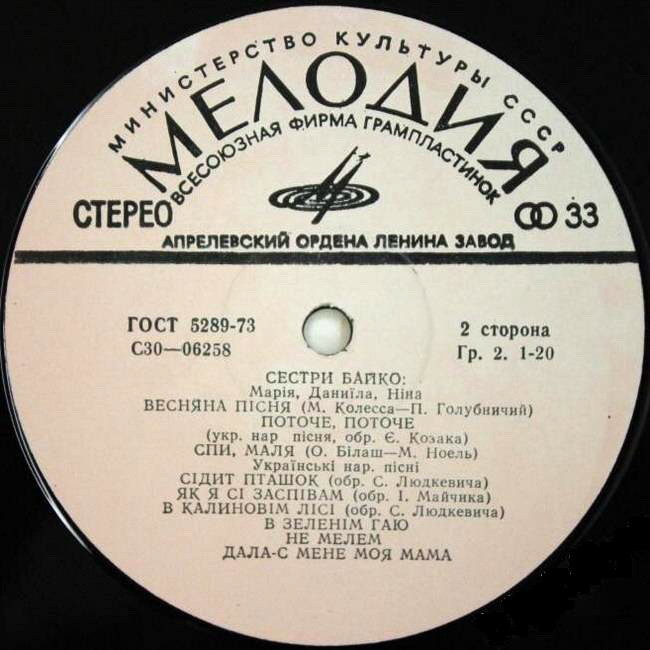 МИНИСТЕРСТВО КУЛЬТУРЫ СССР
МЕЛОДИЯ
ВСЕСОЮЗНАЯ ФИРМА ГРАМПЛАСТИНОК
СТЕРЕО
33
АПРЕЛЕВСКИЙ ОРДЕНА ЛЕНИНА ЗАВОД
ГОСТ 5289-73
С30—06258
2 сторона
Гр. 2. 1-20
СЕСТРИ БАЙКО:
Марія, Даниїла, Ніна
ВЕСНЯНА ПІСНЯ (М. Колесса—П. Голубничий)
ПОТОЧЕ, ПОТОЧЕ
(укр. нар пісня, обр. Є. Козака)
СПИ, МАЛЯ (О. Білаш—М. Ноель)
Українські нар. пісні
СІДИТ ПТАШОК (обр. С. Людкевича)
ЯК Я СІ ЗАСПІВАМ (обр. І. Майчика)
В КАЛИНОВІМ ЛІСІ (обр. С. Людкевича)
В ЗЕЛЕНІМ ГАЮ
НЕ МЕЛЕМ
ДАЛА-С МЕНЕ МОЯ МАМА